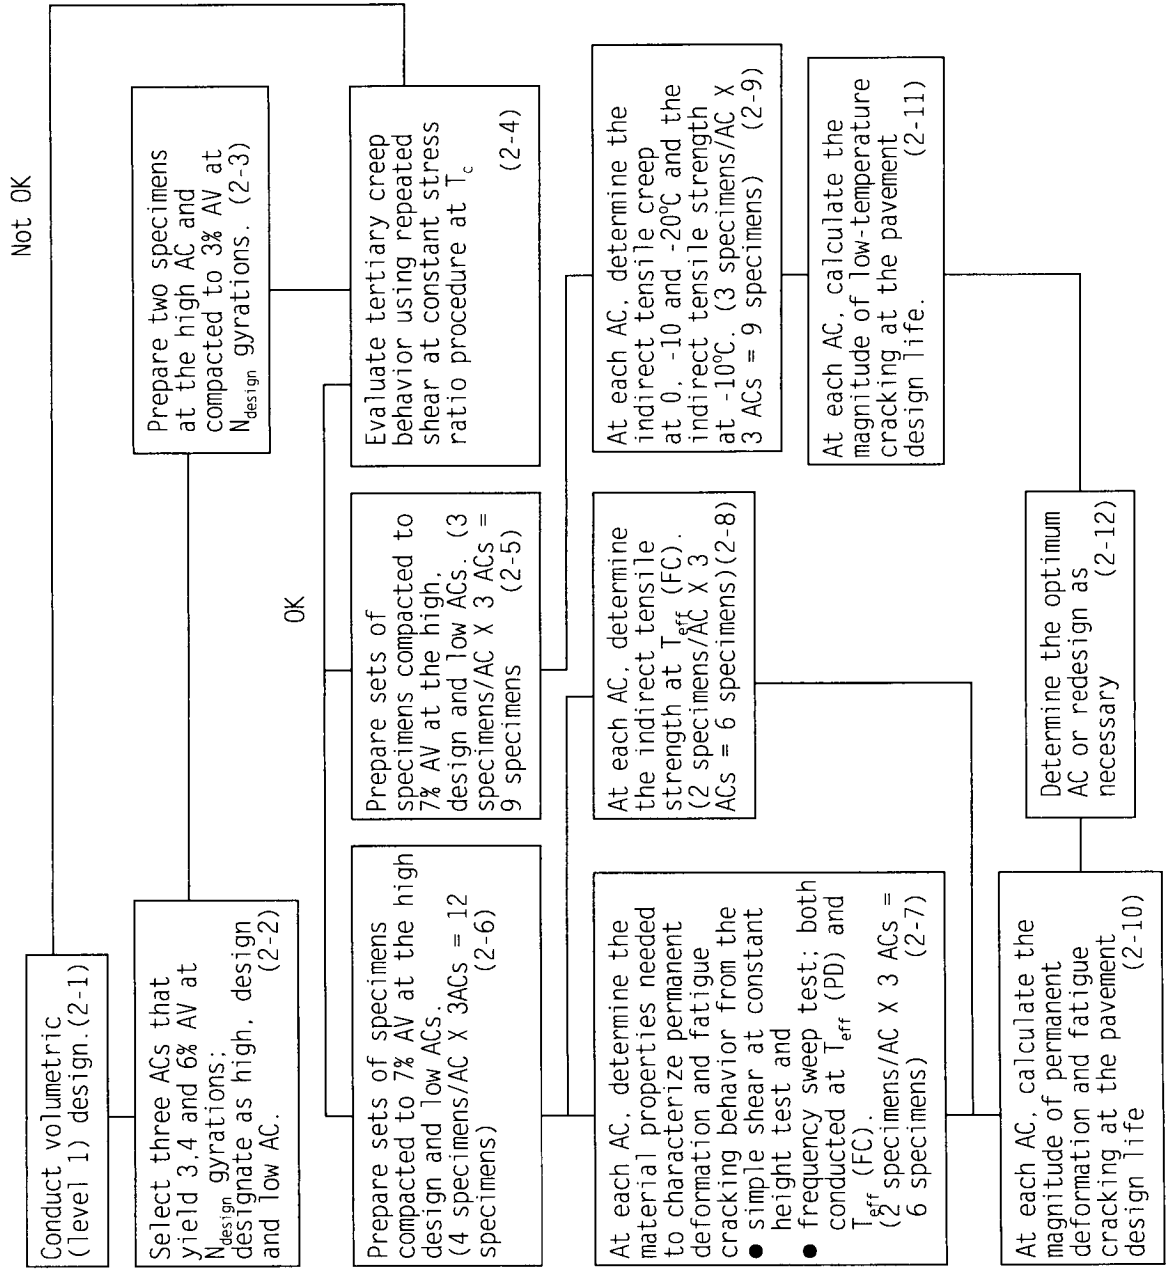 Not OK
Conduct volumetric
(level 1) design.(2-1)
Select three ACs that
yield 3,4 and 6% AV at
Ndesign gyrations;
designate as high, design
and low AC. (2-2)
Prepare two specimens
at the high AC and
compacted to 3% AV at
Ndesign gyrations. (2-3)
Evaluate tertiary creep
behavior using repeated
shear at constant stress
ratio procedure at Tc
(2-4)
OK
Prepare sets of
specimens compacted to
7% AV at the high,
design and low ACs. (3
specimens/AC X 3 ACs =
9 specimens (2-5)
Prepare sets of specimens
compacted to 7% AV at the high
design and low ACs.
(4 specimens/AC X 3ACs = 12
specimens) (2-6)
At each AC, determine the
material properties needed
to characterize permanent
deformation and fatigue
cracking behavior from the
● simple shear at constant
height test and
● frequency sweep test; both
conducted at Teff (PD) and
Teff (FC).
(2 specimens/AC X 3 ACs =
6 specimens) (2-7)
At each AC, determine
the indirect tensile
strength at Teff (FC).
(2 specimens/AC X 3
ACs = 6 specimens)(2-8)
At each AC, determine the
indirect tensile creep
at 0, -10 and -20°C and the
indirect tensile strength
at -10°C. (3 specimens/AC X
3 ACs = 9 specimens) (2-9)
At each AC, calculate the
magnitude of permanent
deformation and fatigue
cracking at the pavement
design life (2-10)
At each AC, calculate the
magnitude of low-temperature
cracking at the pavement
design life. (2-11)
Determine the optimum
AC or redesign as
necessary (2-12)